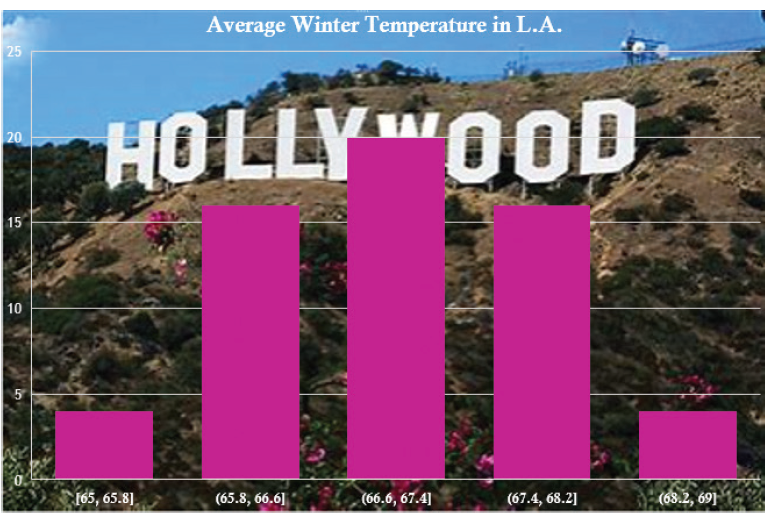 Average Winter Temperature in L.A.
25
20
15
10
5
0
HOLLYWOOD
[65, 65.8] (65.8, 66.6] (66.6, 67.4] (67.4, 68.2] (68.2, 69]